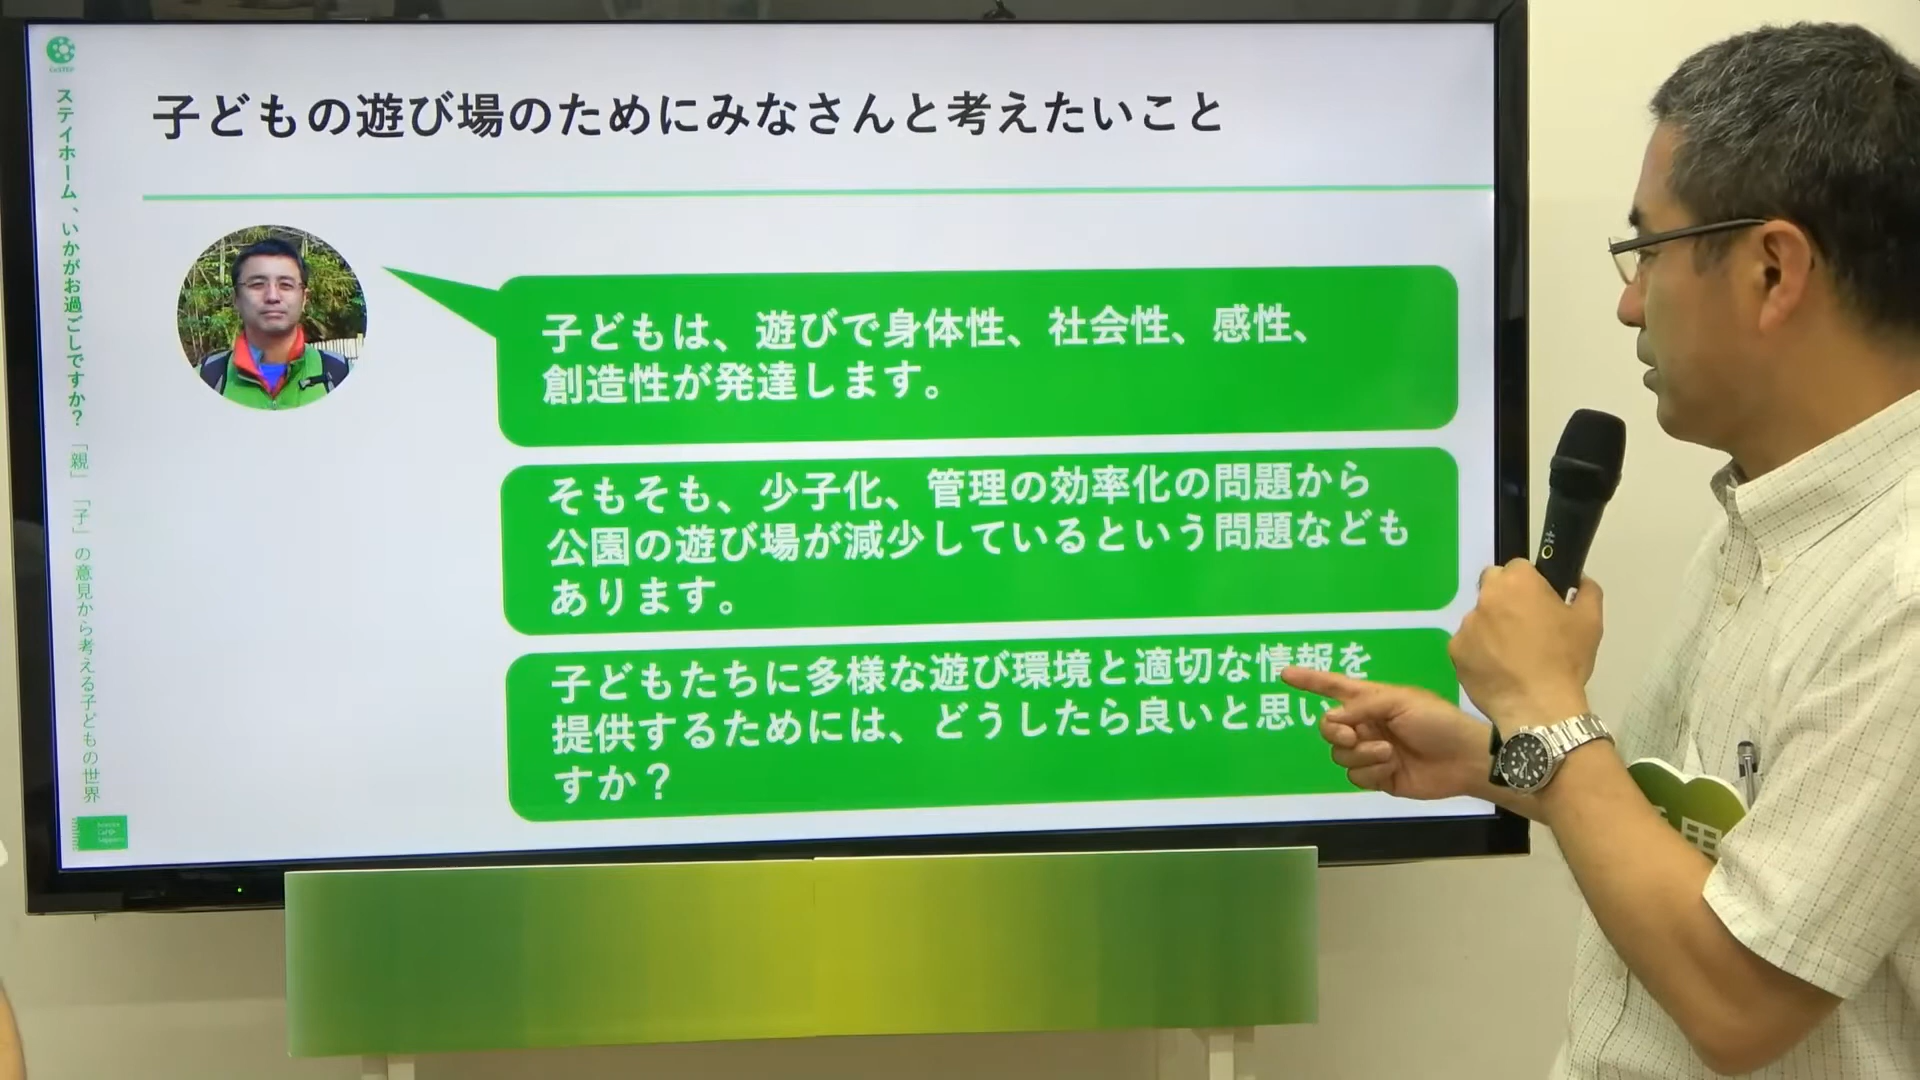 子どもの遊び場のためにみなさんと考えたいこと
ステイホーム、いかがお過ごしですか?
「親」「子」の意見から考える子どもの世界
子どもは、遊びで身体性、社会性、感性、
創造性が発達します。
そもそも、少子化、管理の効率化の問題から
公園の遊び場が減少しているという問題なども
あります。
子どもたちに多様な遊び環境と適切な情報を
提供するためには、どうしたら良いと思い
すか?